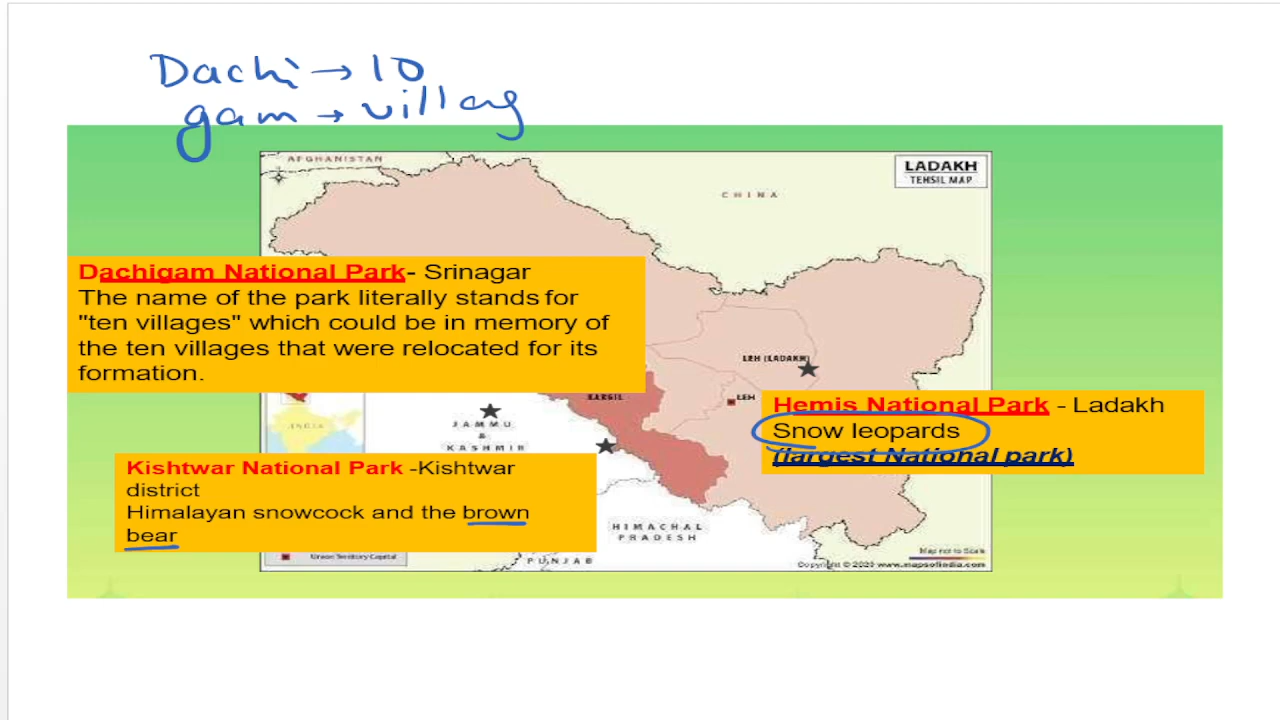 Dachi → 10
gam → villag
AFGHANISTAN
LADAKH
TEHSIL MAP
CHINA
Dachigam National Park- Srinagar
The name of the park literally stands for
"ten villages" which could be in memory of
the ten villages that were relocated for its
formation.
LEH (LADAKH)
KARGIL
LEH
INDIA
JAMMU
&
KASHMIR
Hemis National Park - Ladakh
Snow leopards
(largest National park)
Kishtwar National Park -Kishtwar
district
Himalayan snowcock and the brown
bear
HIMACHAL
PRADESH
Union Territory Capital
PUNJAB
Map not to Scale
Copyright © 2020 www.mapsofindia.com